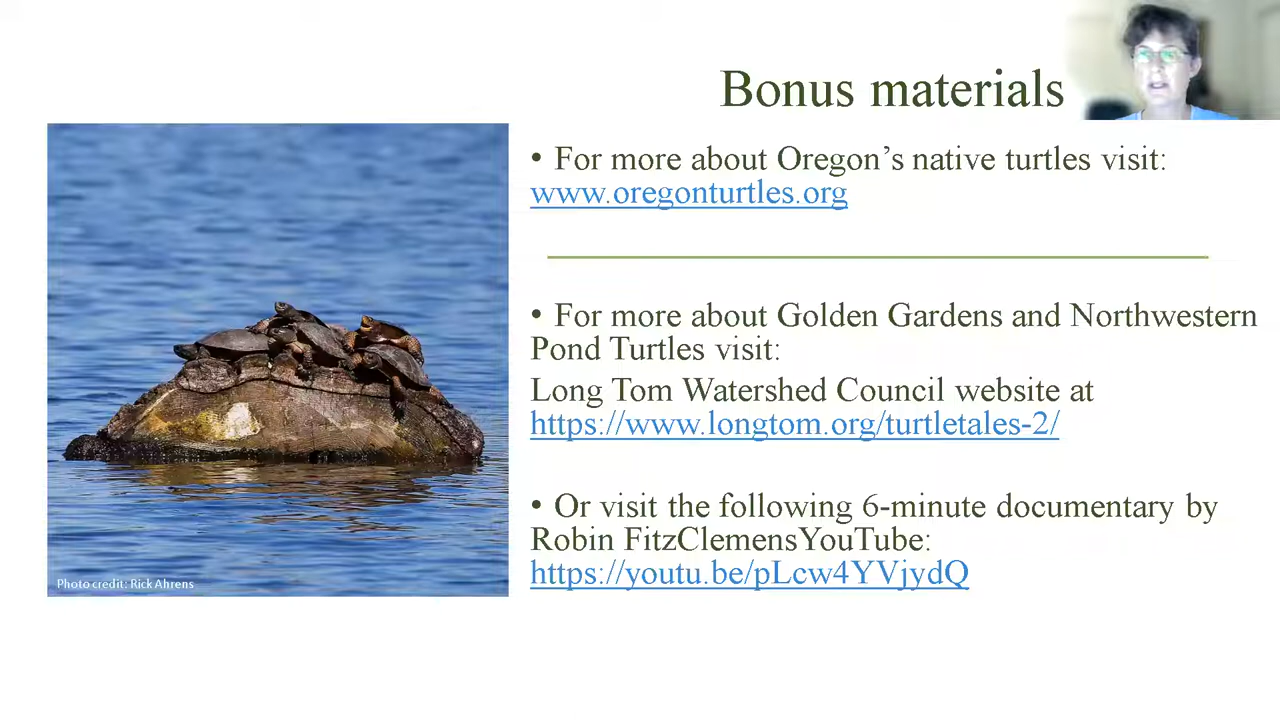 Bonus materials
• For more about Oregon’s native turtles visit:
www.oregonturtles.org
• For more about Golden Gardens and Northwestern
Pond Turtles visit:
Long Tom Watershed Council website at
https://www.longtom.org/turtletales-2/
• Or visit the following 6-minute documentary by
Robin FitzClemensYouTube:
https://youtu.be/pLcw4YVjydQ
Photo credit: Rick Ahrens